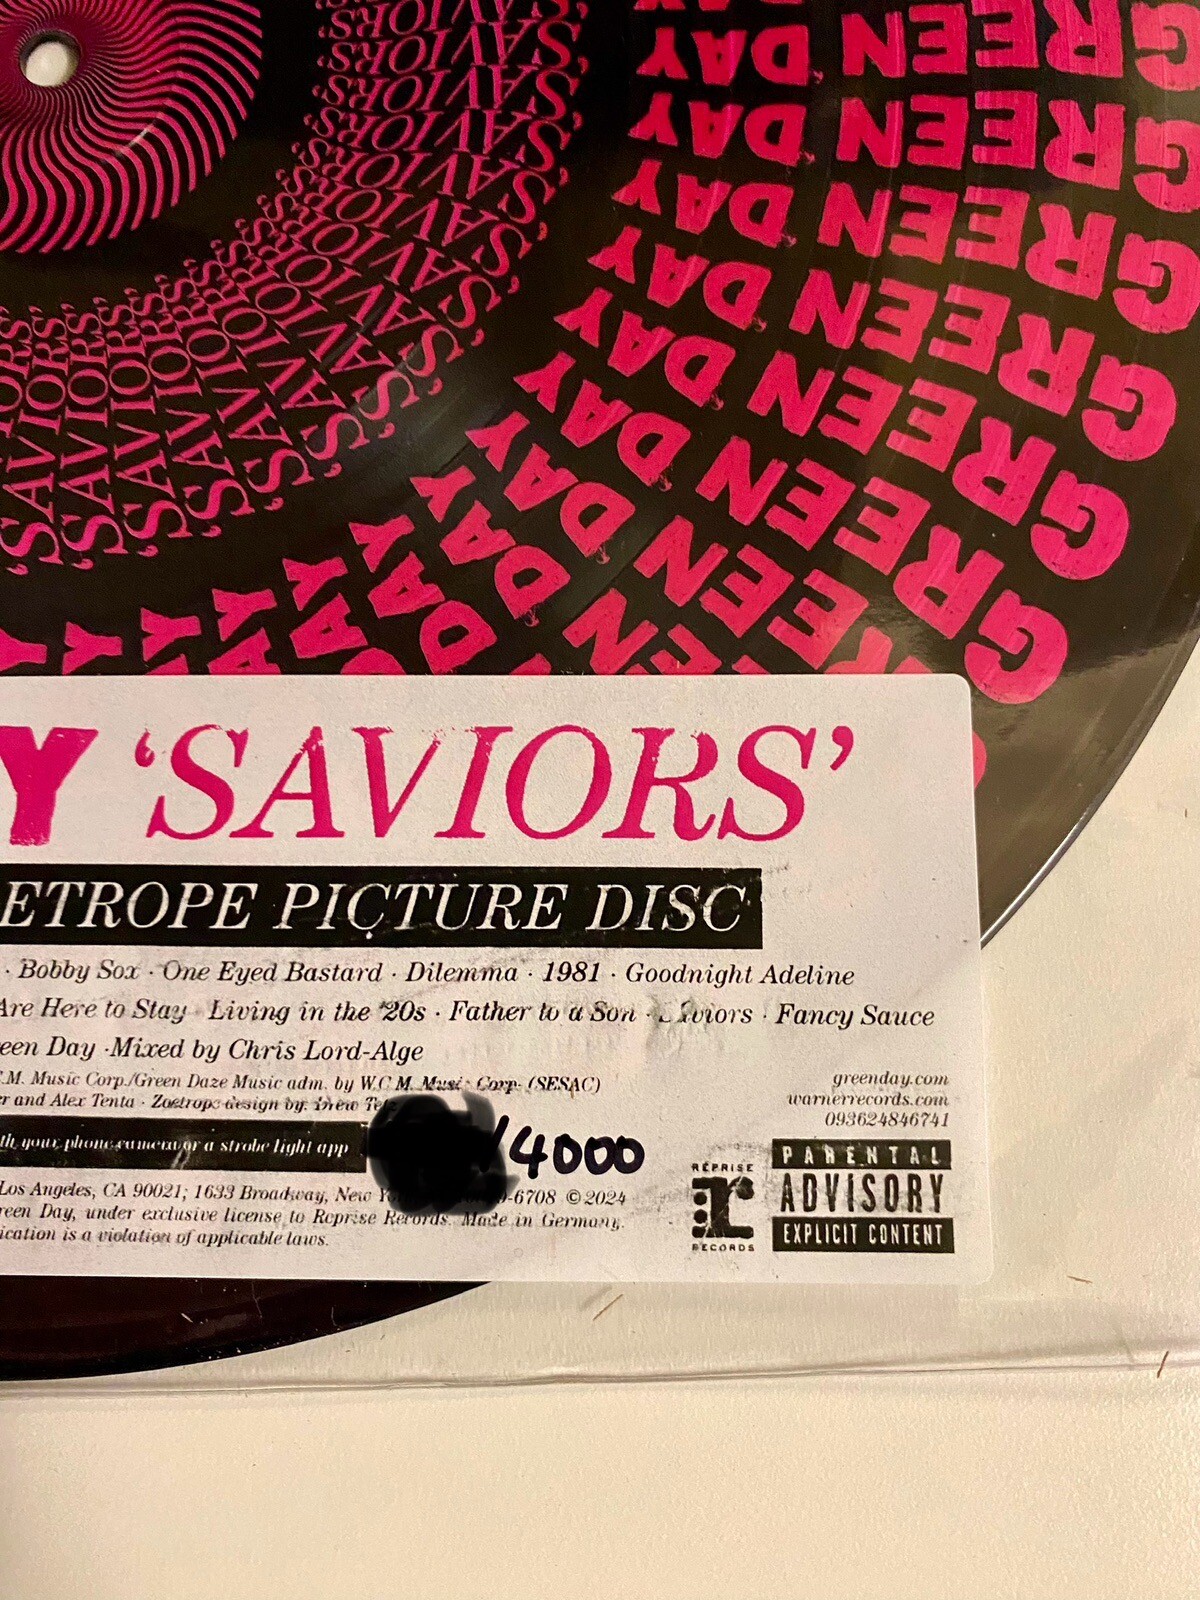 GREEN DAY
GREEN DAY
GREEN DAY
GREEN DAY
GREEN DAY
GREEN DAY
'SAVIORS'
'SAVIORS'
'SAVIORS'
'SAVIORS'
'SAVIORS'
'SAVIORS'
Y 'SAVIORS'
ETROPE PICTURE DISC
· Bobby Sox · One Eyed Bastard · Dilemma · 1981 · Goodnight Adeline
Are Here to Stay · Living in the '20s · Father to a Son · Fancy Sauce
een Day ·Mixed by Chris Lord-Alge
.M. Music Corp./Green Daze Music adm. by W.C.M. Music Corp. (SESAC)
er and Alex Tenta · Zoetrope design by: Drew
th your phone camera or a strobe light app
/4000
Los Angeles, CA 90021; 1633 Broadway, New -6708 ©2024
reen Day, under exclusive license to Reprise Records. Made in Germany.
ication is a violation of applicable laws.
greenday.com
warnerrecords.com
093624846741
REPRISE
r
RECORDS
PARENTAL
ADVISORY
EXPLICIT CONTENT